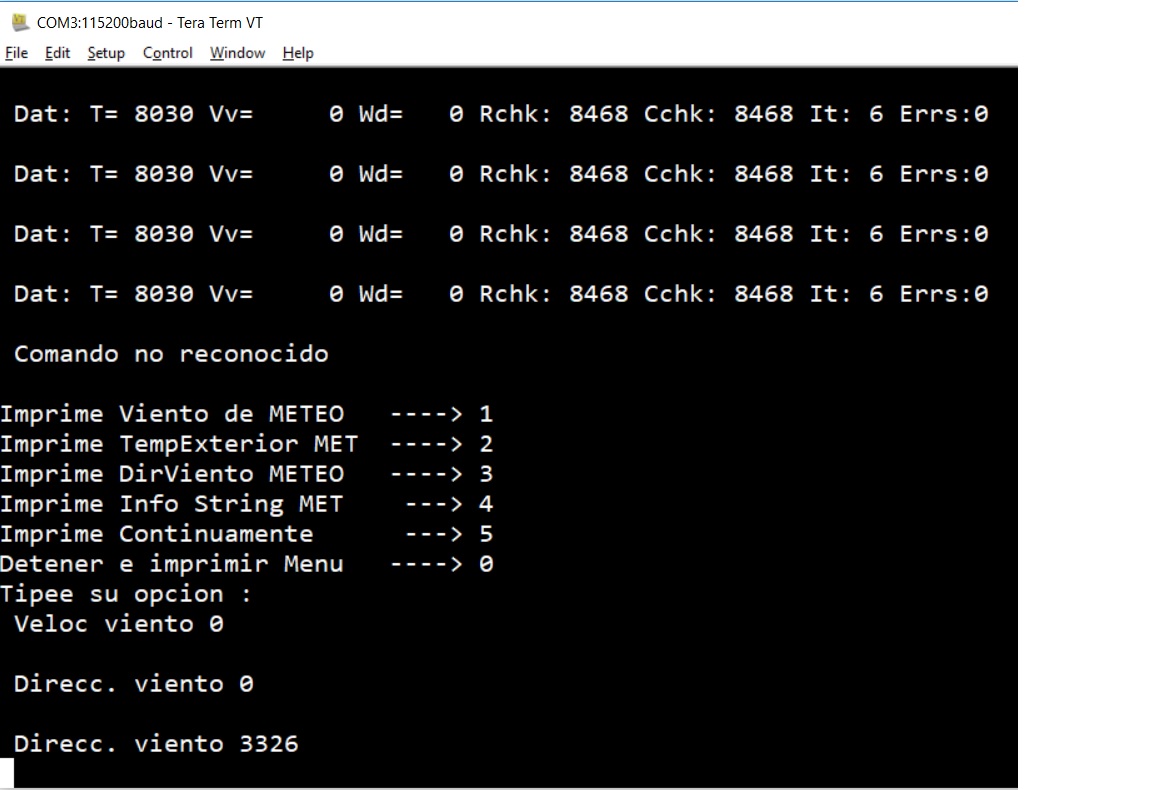 COM3:115200baud - Tera Term VT
File Edit Setup Control Window Help
Dat: T= 8030 Vv=     0 Wd=   0 Rchk: 8468 Cchk: 8468 It: 6 Errs:0
Dat: T= 8030 Vv=     0 Wd=   0 Rchk: 8468 Cchk: 8468 It: 6 Errs:0
Dat: T= 8030 Vv=     0 Wd=   0 Rchk: 8468 Cchk: 8468 It: 6 Errs:0
Dat: T= 8030 Vv=     0 Wd=   0 Rchk: 8468 Cchk: 8468 It: 6 Errs:0
Comando no reconocido
Imprime Viento de METEO   ----> 1
Imprime TempExterior MET  ----> 2
Imprime DirViento METEO   ----> 3
Imprime Info String MET    ---> 4
Imprime Continuamente      ---> 5
Detener e imprimir Menu   ----> 0
Tipee su opcion :
Veloc viento 0
Direcc. viento 0
Direcc. viento 3326